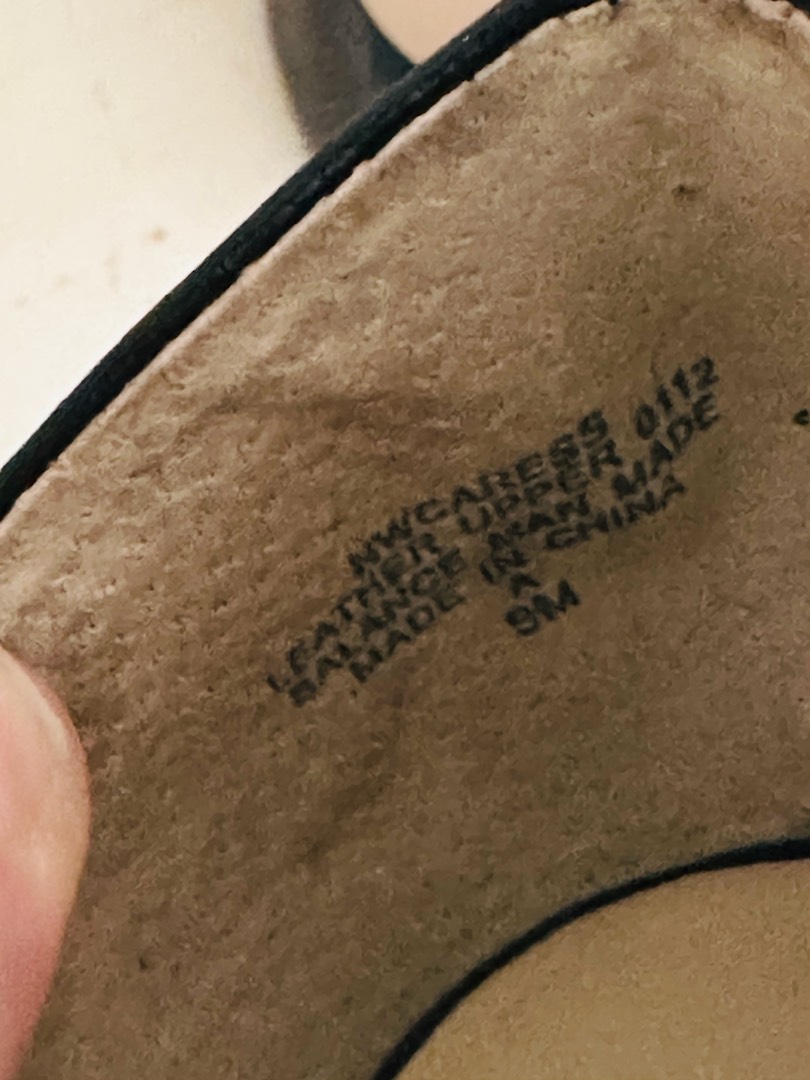 NWCARESS 0112
LEATHER UPPER
BALANCE MAN MADE
MADE IN CHINA
A
9M